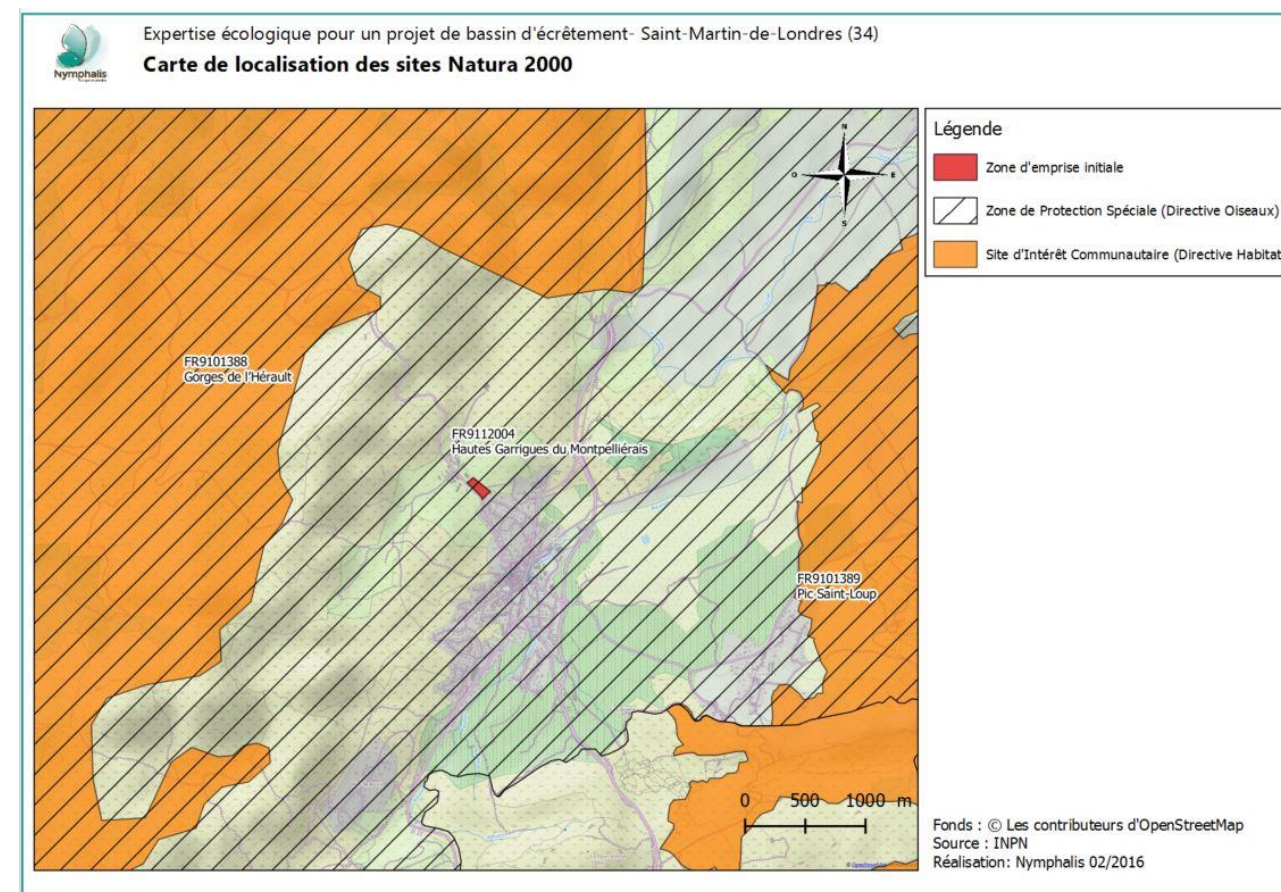 Nymphalis
Expertise écologique pour un projet de bassin d'écrêtement- Saint-Martin-de-Londres (34)
Carte de localisation des sites Natura 2000
Légende
Zone d'emprise initiale
Zone de Protection Spéciale (Directive Oiseaux)
Site d'Intérêt Communautaire (Directive Habitat
N
O
E
S
FR9101388
Gorges de l'Hérault
FR9112004
Hautes Garrigues du Montpelliérais
FR9101389
Pic Saint-Loup
0 500 1000 m
Fonds : © Les contributeurs d'OpenStreetMap
Source : INPN
Réalisation: Nymphalis 02/2016